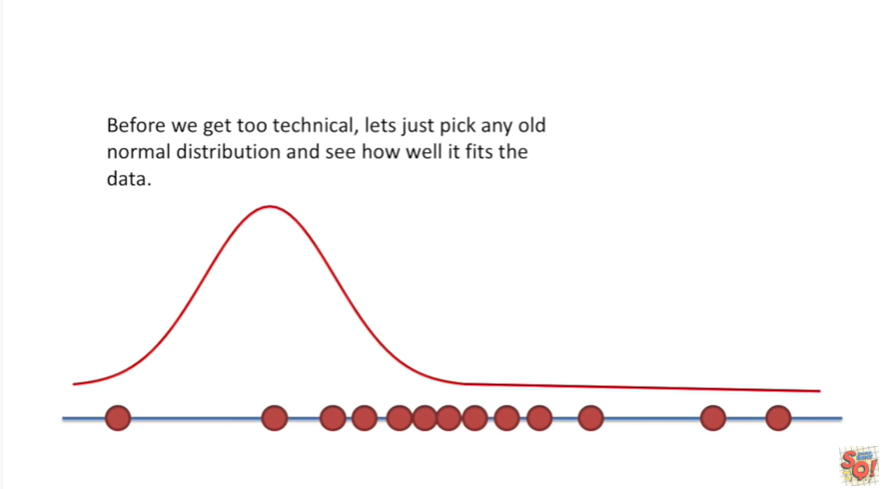 Before we get too technical, lets just pick any old
normal distribution and see how well it fits the
data.